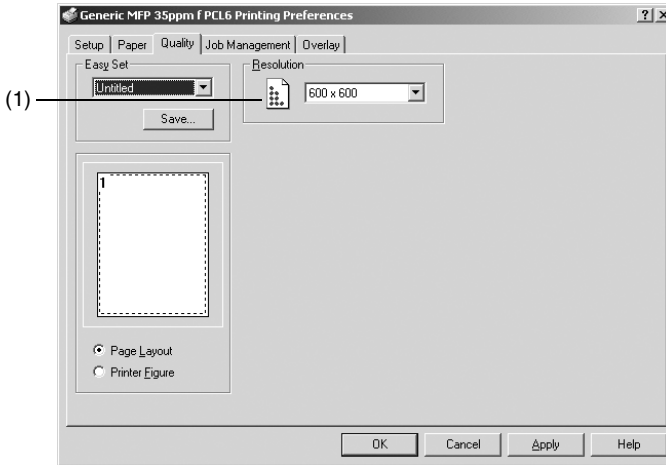 Generic MFP 35ppm f PCL6 Printing Preferences
Setup Paper Quality Job Management Overlay
Easy Set
Untitled
Save...
Resolution
600 x 600
(1)
1
Page Layout
Printer Figure
OK Cancel Apply Help